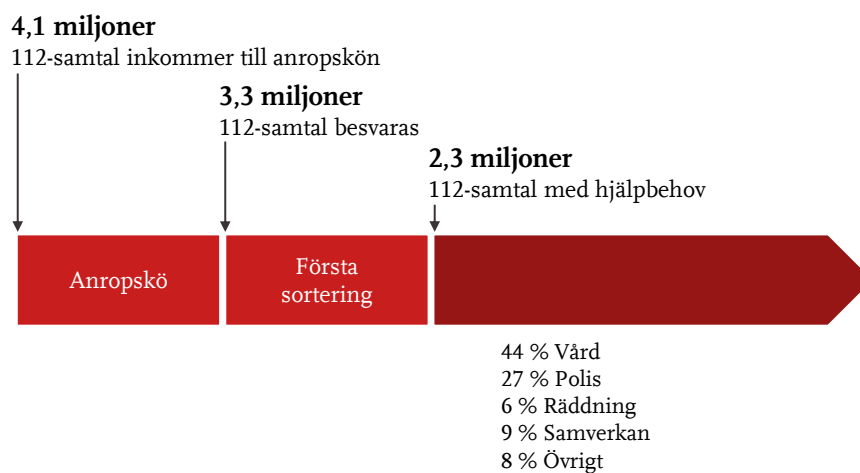 4,1 miljoner
112-samtal inkommer till anropskön
3,3 miljoner
112-samtal besvaras
2,3 miljoner
112-samtal med hjälpbehov
Anropskö
Första
sortering
44 % Vård
27 % Polis
6 % Räddning
9 % Samverkan
8 % Övrigt